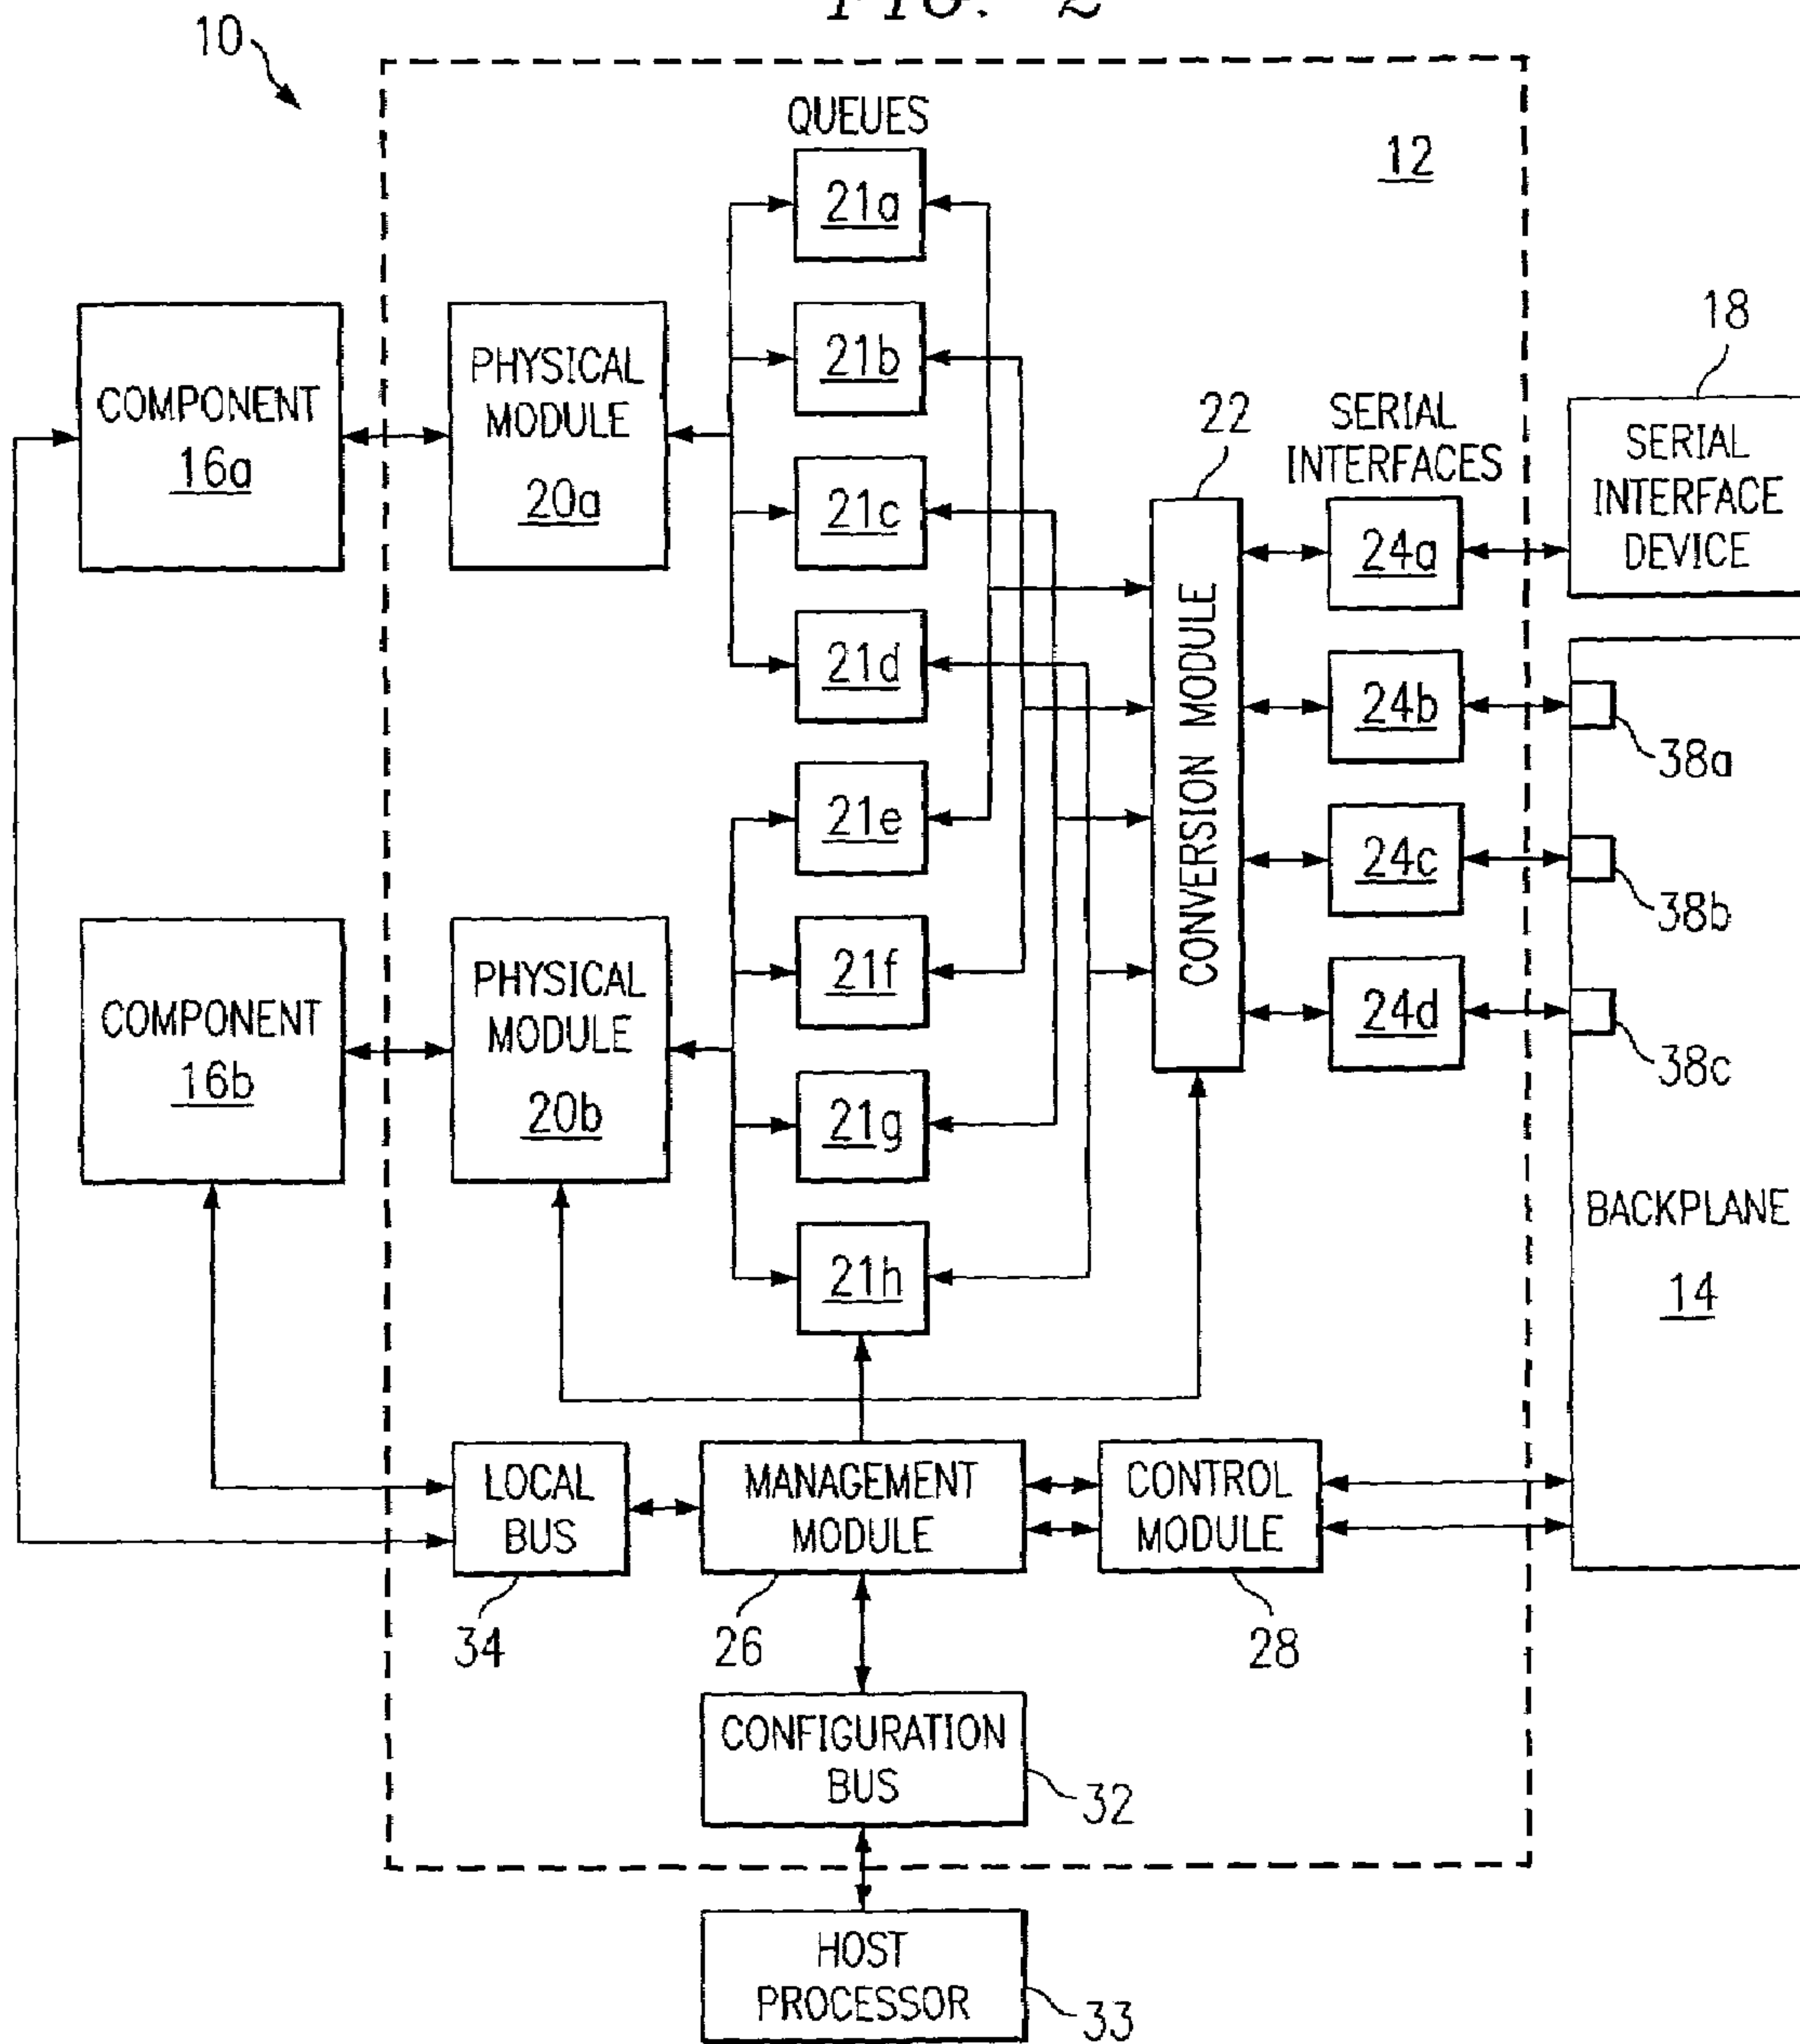 FIG. 2
10
QUEUES
12
21a
21b
21c
21d
21e
21f
21g
21h
COMPONENT
16a
PHYSICAL
MODULE
20a
COMPONENT
16b
PHYSICAL
MODULE
20b
22
CONVERSION MODULE
SERIAL
INTERFACES
24a
24b
24c
24d
18
SERIAL
INTERFACE
DEVICE
38a
38b
38c
BACKPLANE
14
LOCAL
BUS
34
MANAGEMENT
MODULE
26
CONTROL
MODULE
28
CONFIGURATION
BUS
32
HOST
PROCESSOR
33